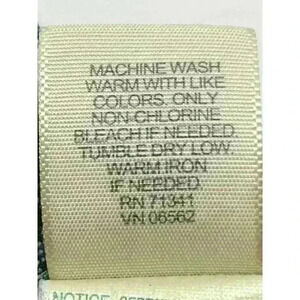 MACHINE WASH
WARM WITH LIKE
COLORS. ONLY
NON CHLORINE
BLEACH IF NEEDED.
TUMBLE DRY LOW.
WARM IRON
IF NEEDED.
RN 71341
VN 06562
NOTICE